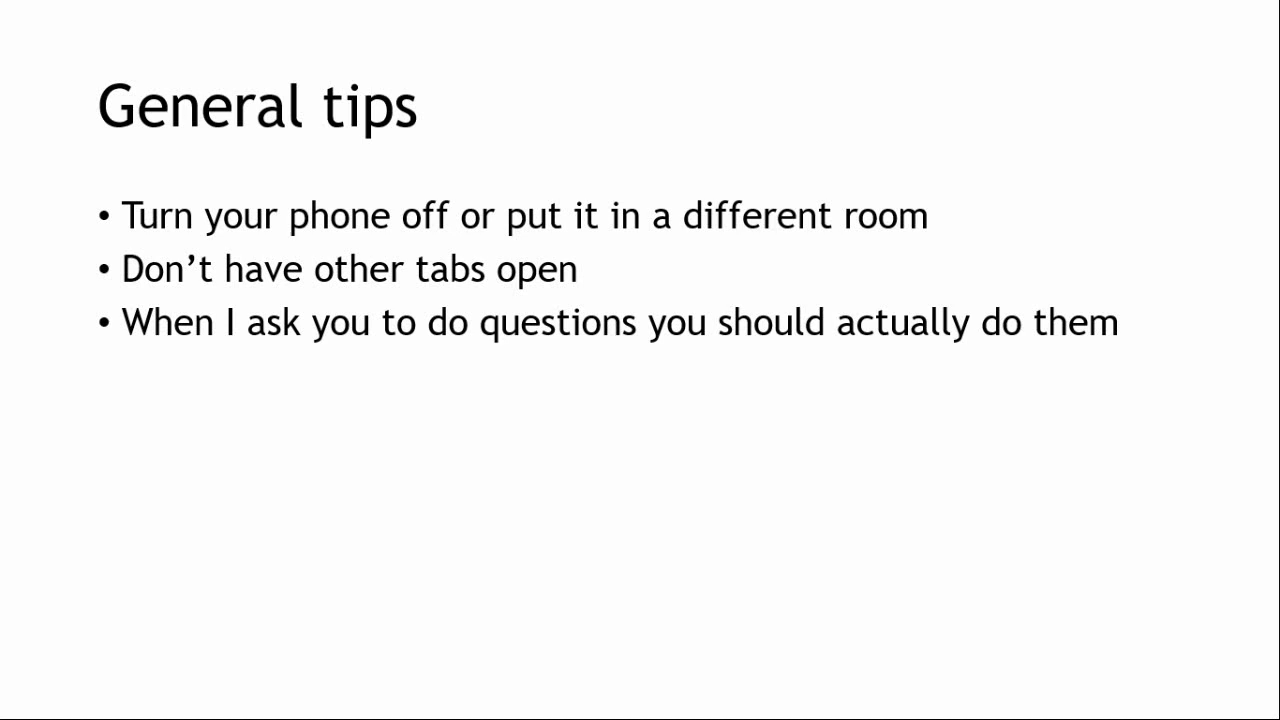 General tips
• Turn your phone off or put it in a different room
• Don’t have other tabs open
• When I ask you to do questions you should actually do them